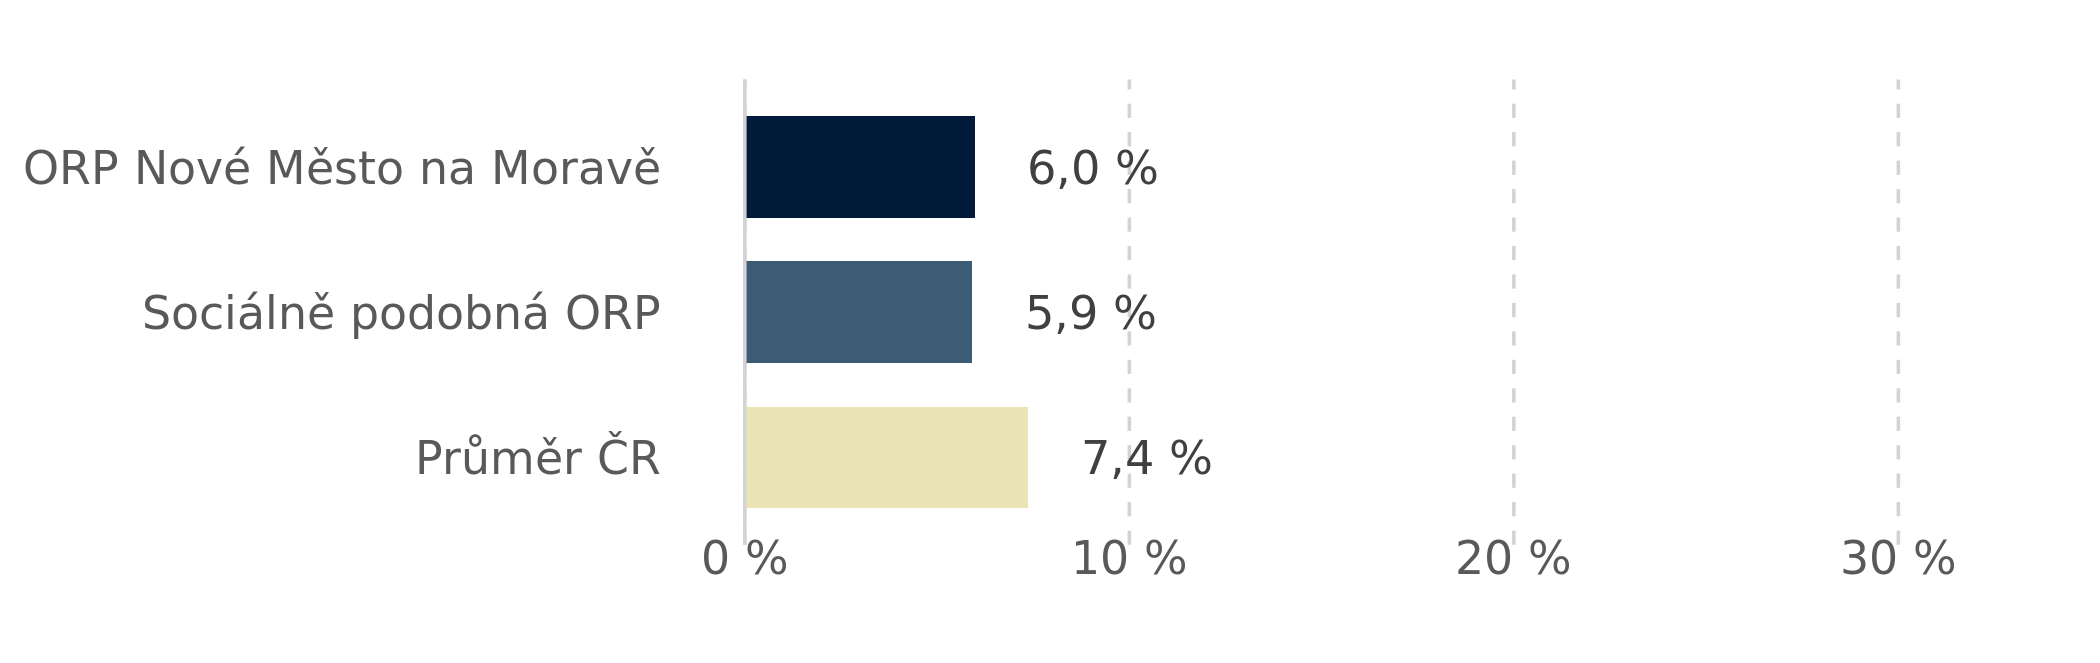 ORP Nové Město na Moravě 6,0 %
Sociálně podobná ORP 5,9 %
Průměr ČR 7,4 %
0 % 10 % 20 % 30 %